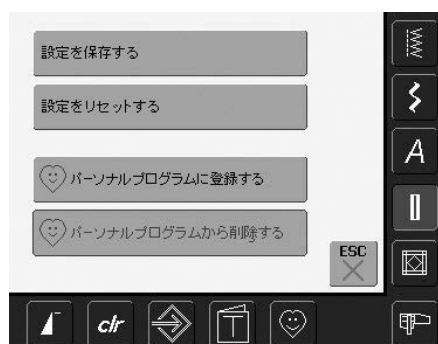 設定を保存する
設定をリセットする
パーソナルプログラムに登録する
パーソナルプログラムから削除する
ESC
A
clr